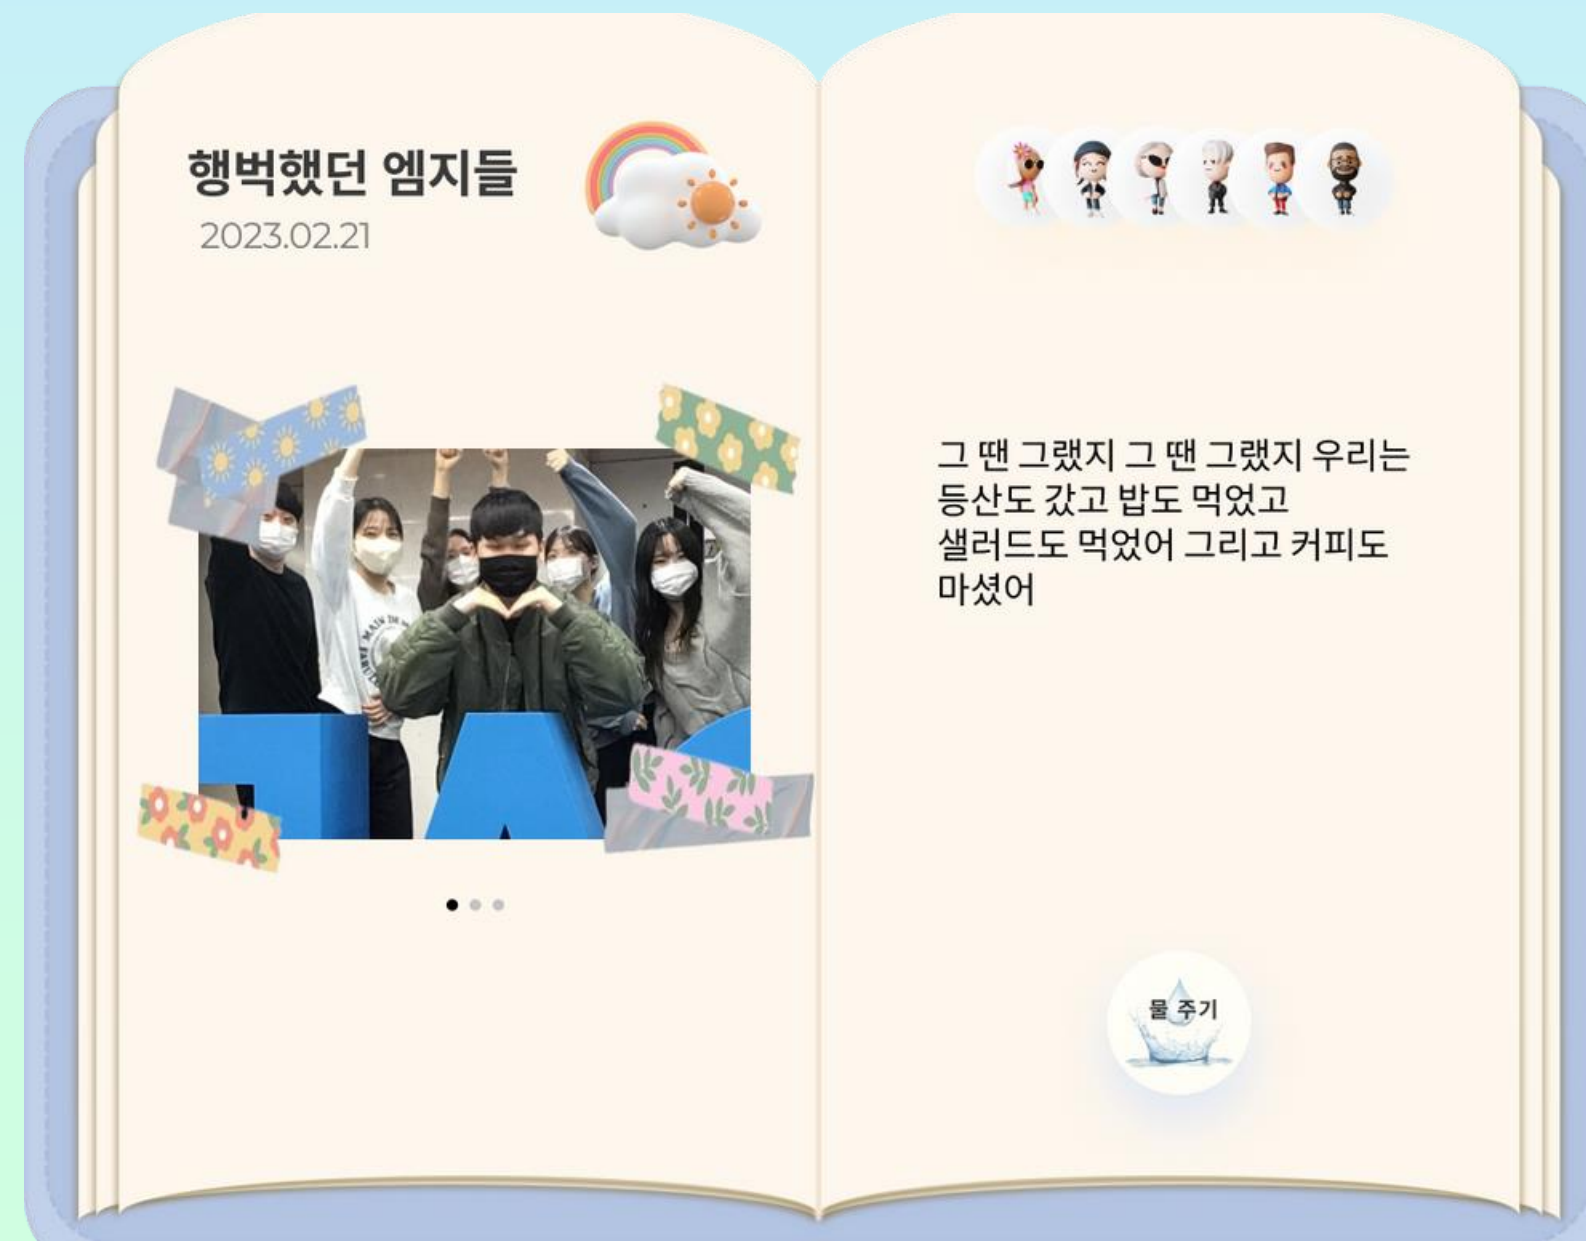 행벅했던 엠지들
2023.02.21
그 땐 그랬지 그 땐 그랬지 우리는
등산도 갔고 밥도 먹었고
샐러드도 먹었어 그리고 커피도
마셨어
물 주기